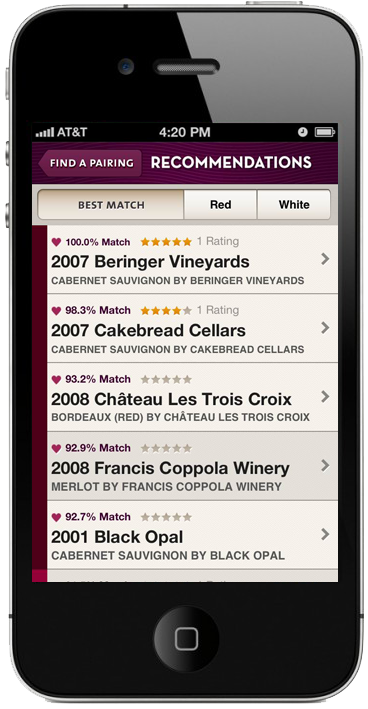 AT&T 4:20 PM
FIND A PAIRING RECOMMENDATIONS
BEST MATCH Red White
100.0% Match 1 Rating
2007 Beringer Vineyards
CABERNET SAUVIGNON BY BERINGER VINEYARDS
98.3% Match 1 Rating
2007 Cakebread Cellars
CABERNET SAUVIGNON BY CAKEBREAD CELLARS
93.2% Match
2008 Château Les Trois Croix
BORDEAUX (RED) BY CHÂTEAU LES TROIS CROIX
92.9% Match
2008 Francis Coppola Winery
MERLOT BY FRANCIS COPPOLA WINERY
92.7% Match
2001 Black Opal
CABERNET SAUVIGNON BY BLACK OPAL